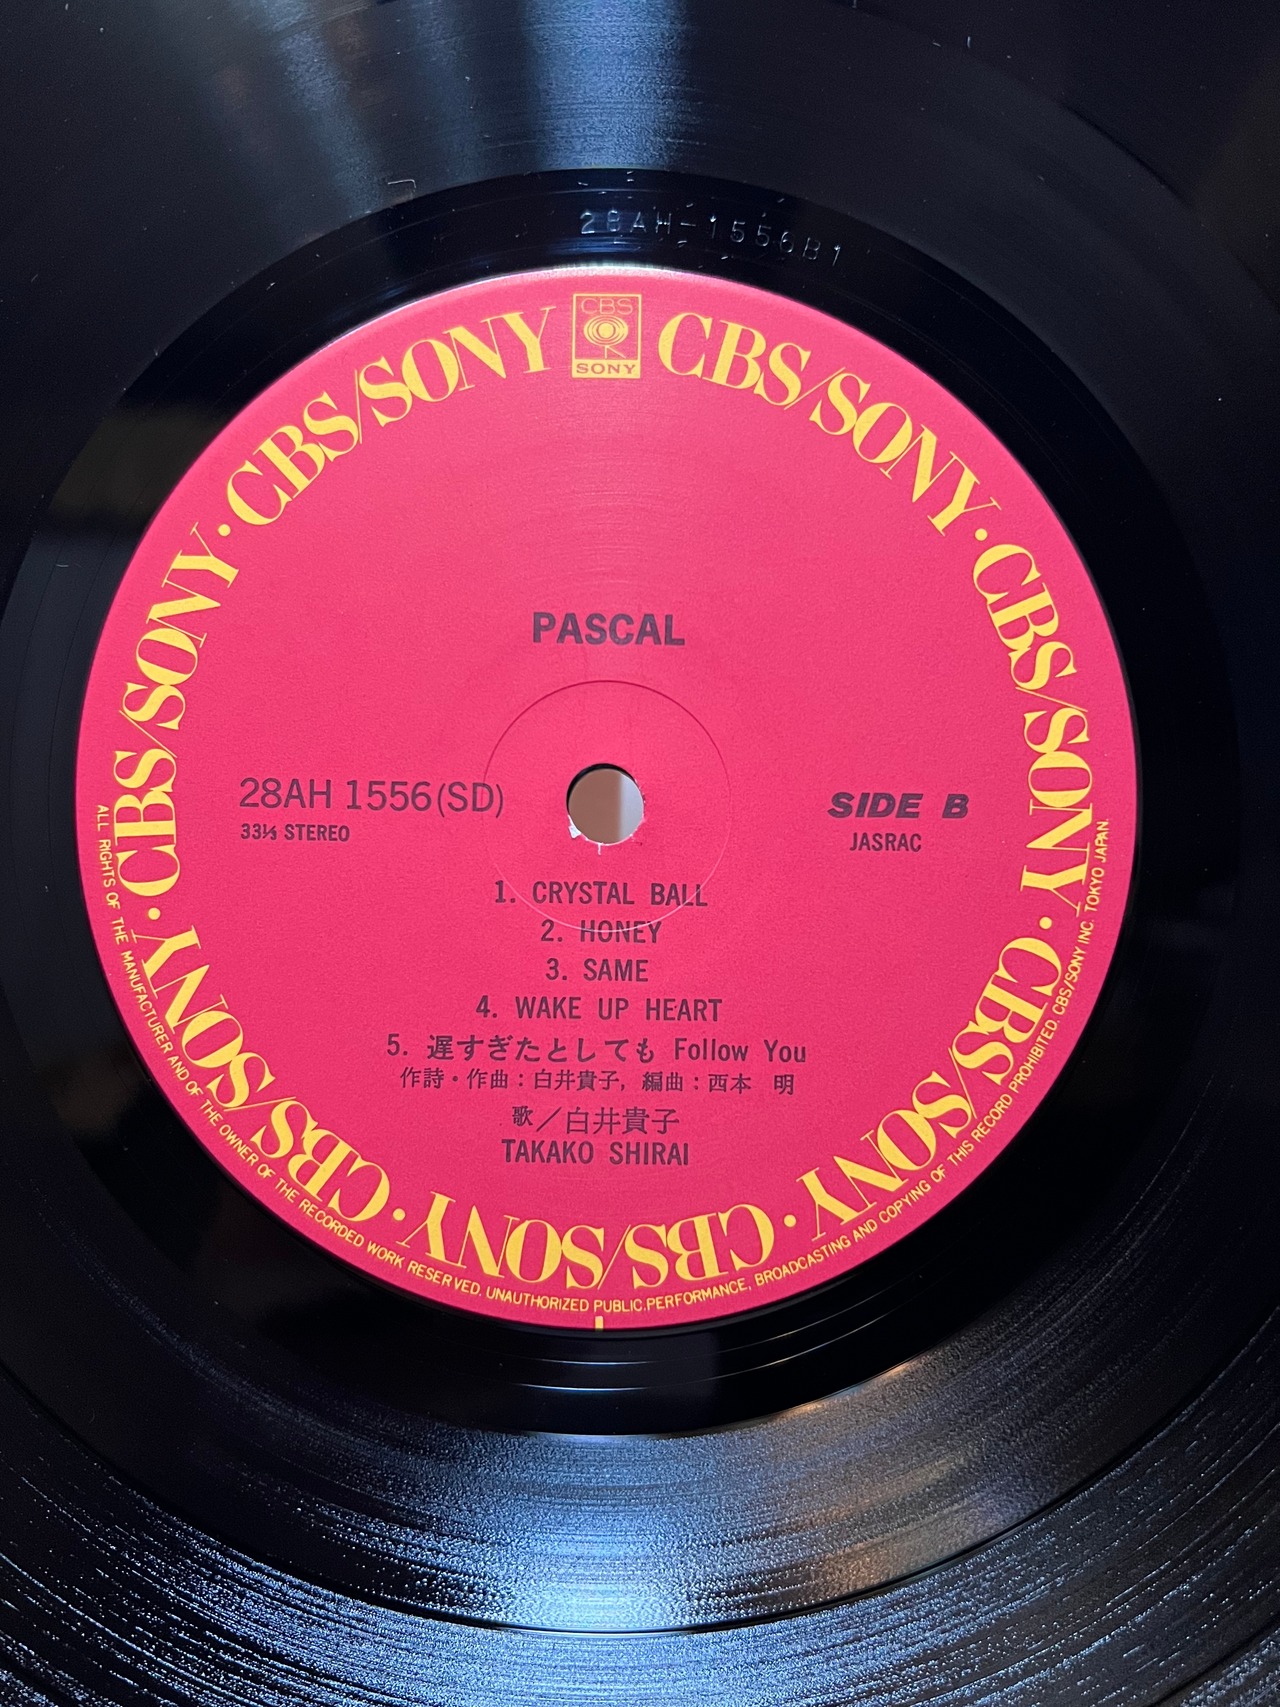 28AH-1556B1
CBS
SONY
CBS/SONY · CBS/SONY · CBS/SONY · CBS/SONY · CBS/SONY · CBS/SONY · CBS/SONY
PASCAL
28AH 1556(SD)
33⅓ STEREO
SIDE B
JASRAC
1. CRYSTAL BALL
2. HONEY
3. SAME
4. WAKE UP HEART
5. 遅すぎたとしても Follow You
作詩・作曲：白井貴子, 編曲：西本 明
歌／白井貴子
TAKAKO SHIRAI
ALL RIGHTS OF THE MANUFACTURER AND OF THE OWNER OF THE RECORDED WORK RESERVED. UNAUTHORIZED PUBLIC.PERFORMANCE, BROADCASTING AND COPYING OF THIS RECORD PROHIBITED. CBS/SONY INC. TOKYO JAPAN.